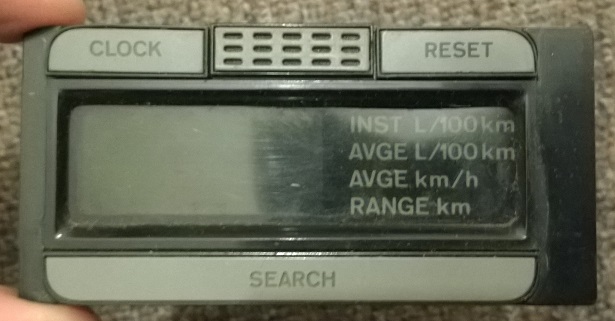 CLOCK
RESET
INST L/100km
AVGE L/100km
AVGE km/h
RANGE km
SEARCH